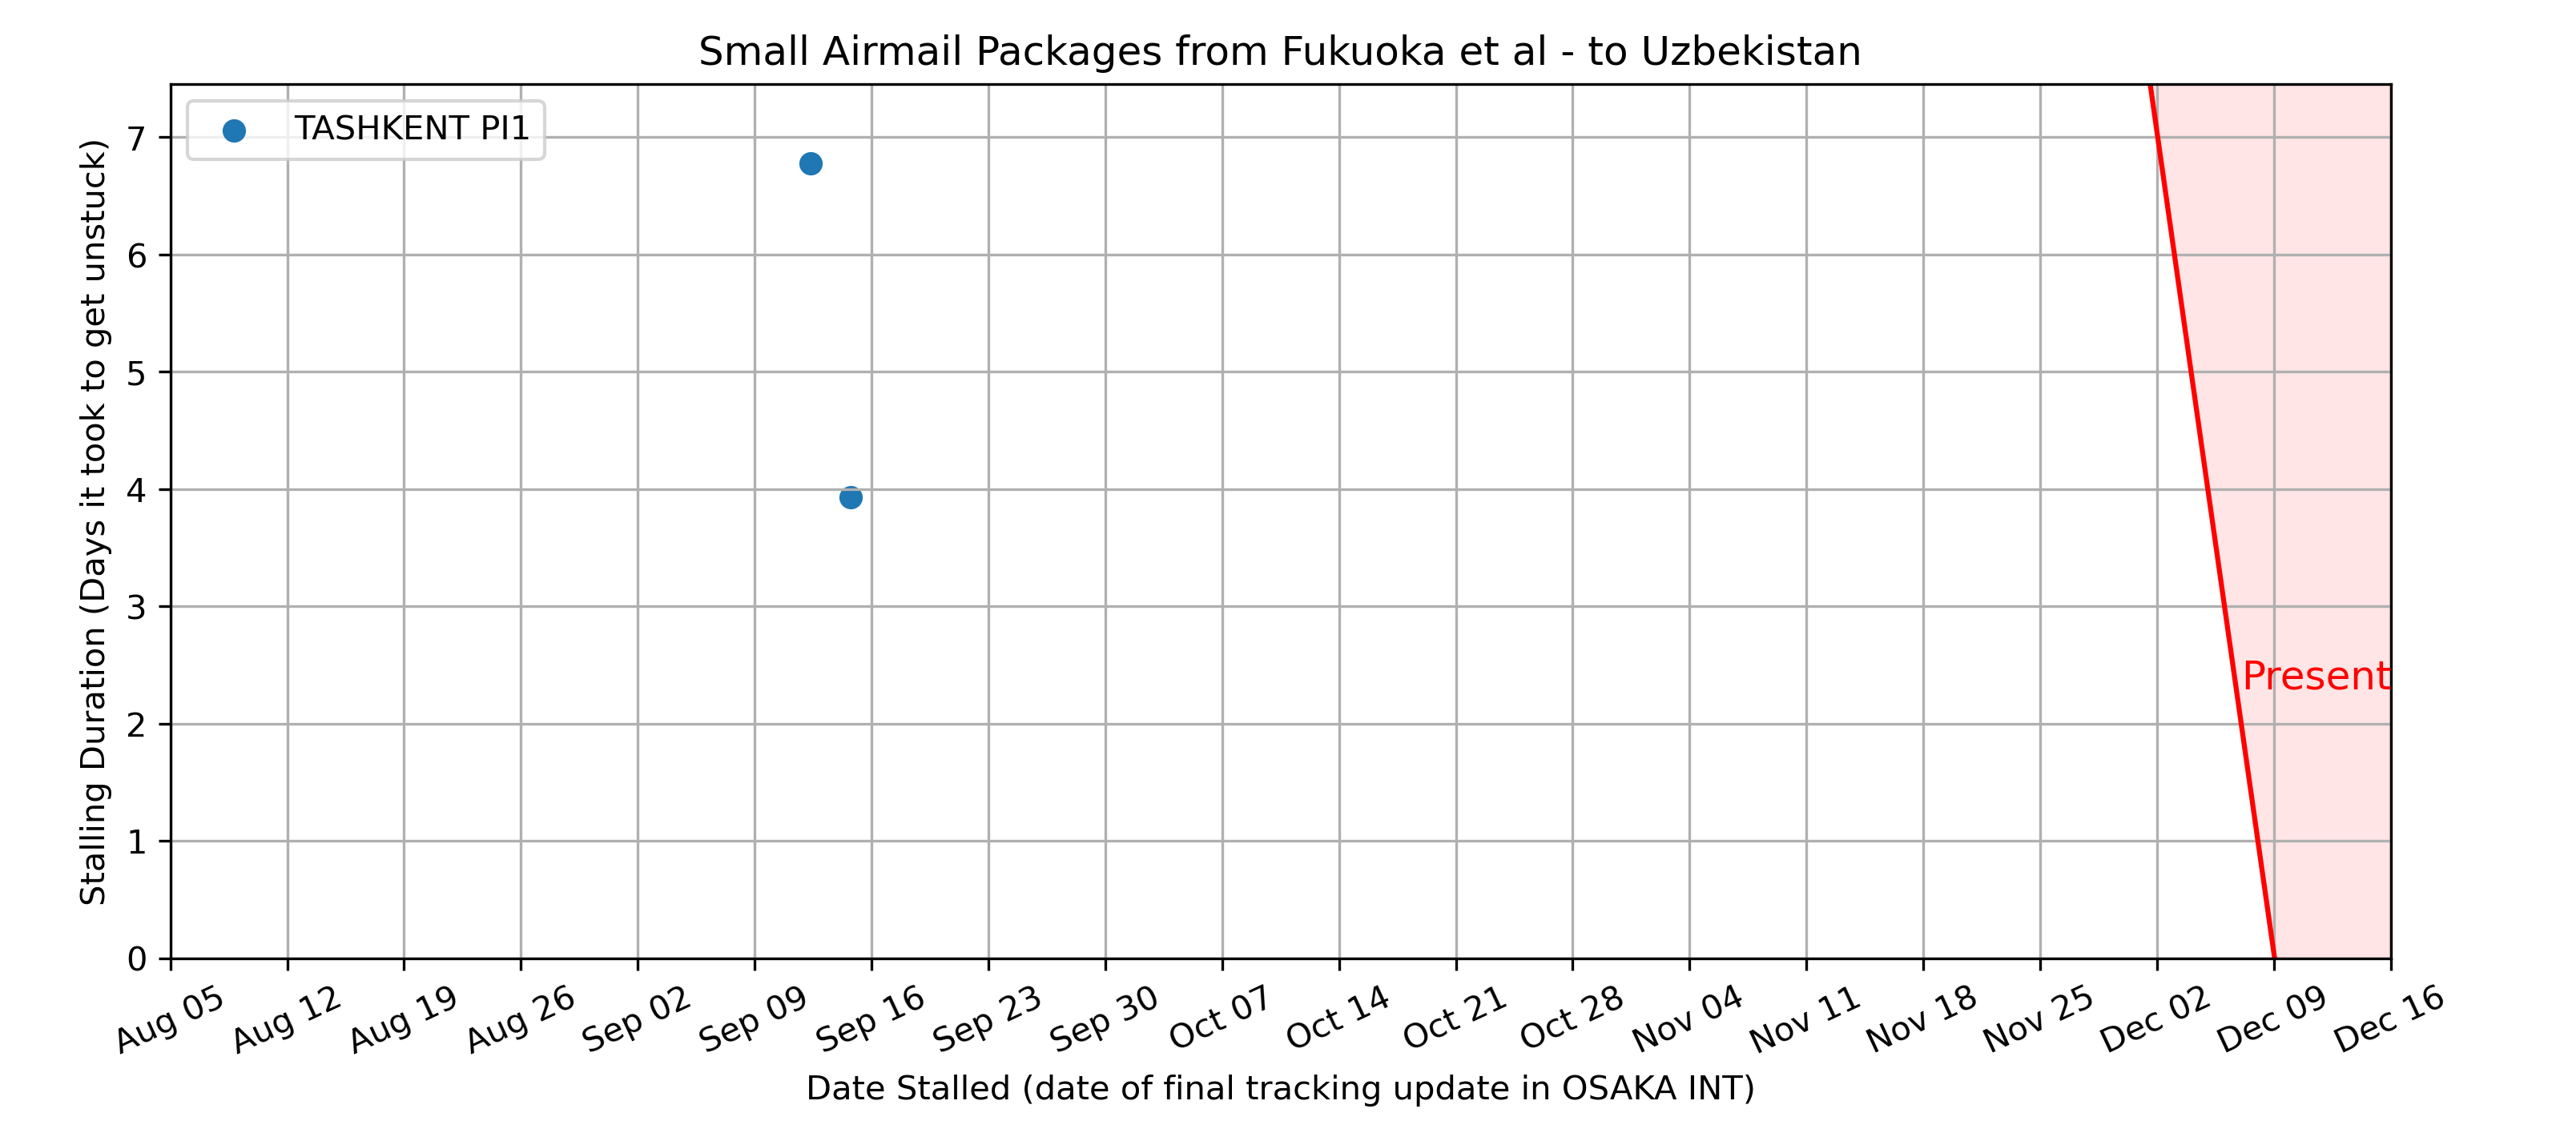 Small Airmail Packages from Fukuoka et al - to Uzbekistan
TASHKENT PI1
Stalling Duration (Days it took to get unstuck)
7
6
5
4
3
2
1
0
Present
Aug 05
Aug 12
Aug 19
Aug 26
Sep 02
Sep 09
Sep 16
Sep 23
Sep 30
Oct 07
Oct 14
Oct 21
Oct 28
Nov 04
Nov 11
Nov 18
Nov 25
Dec 02
Dec 09
Dec 16
Date Stalled (date of final tracking update in OSAKA INT)